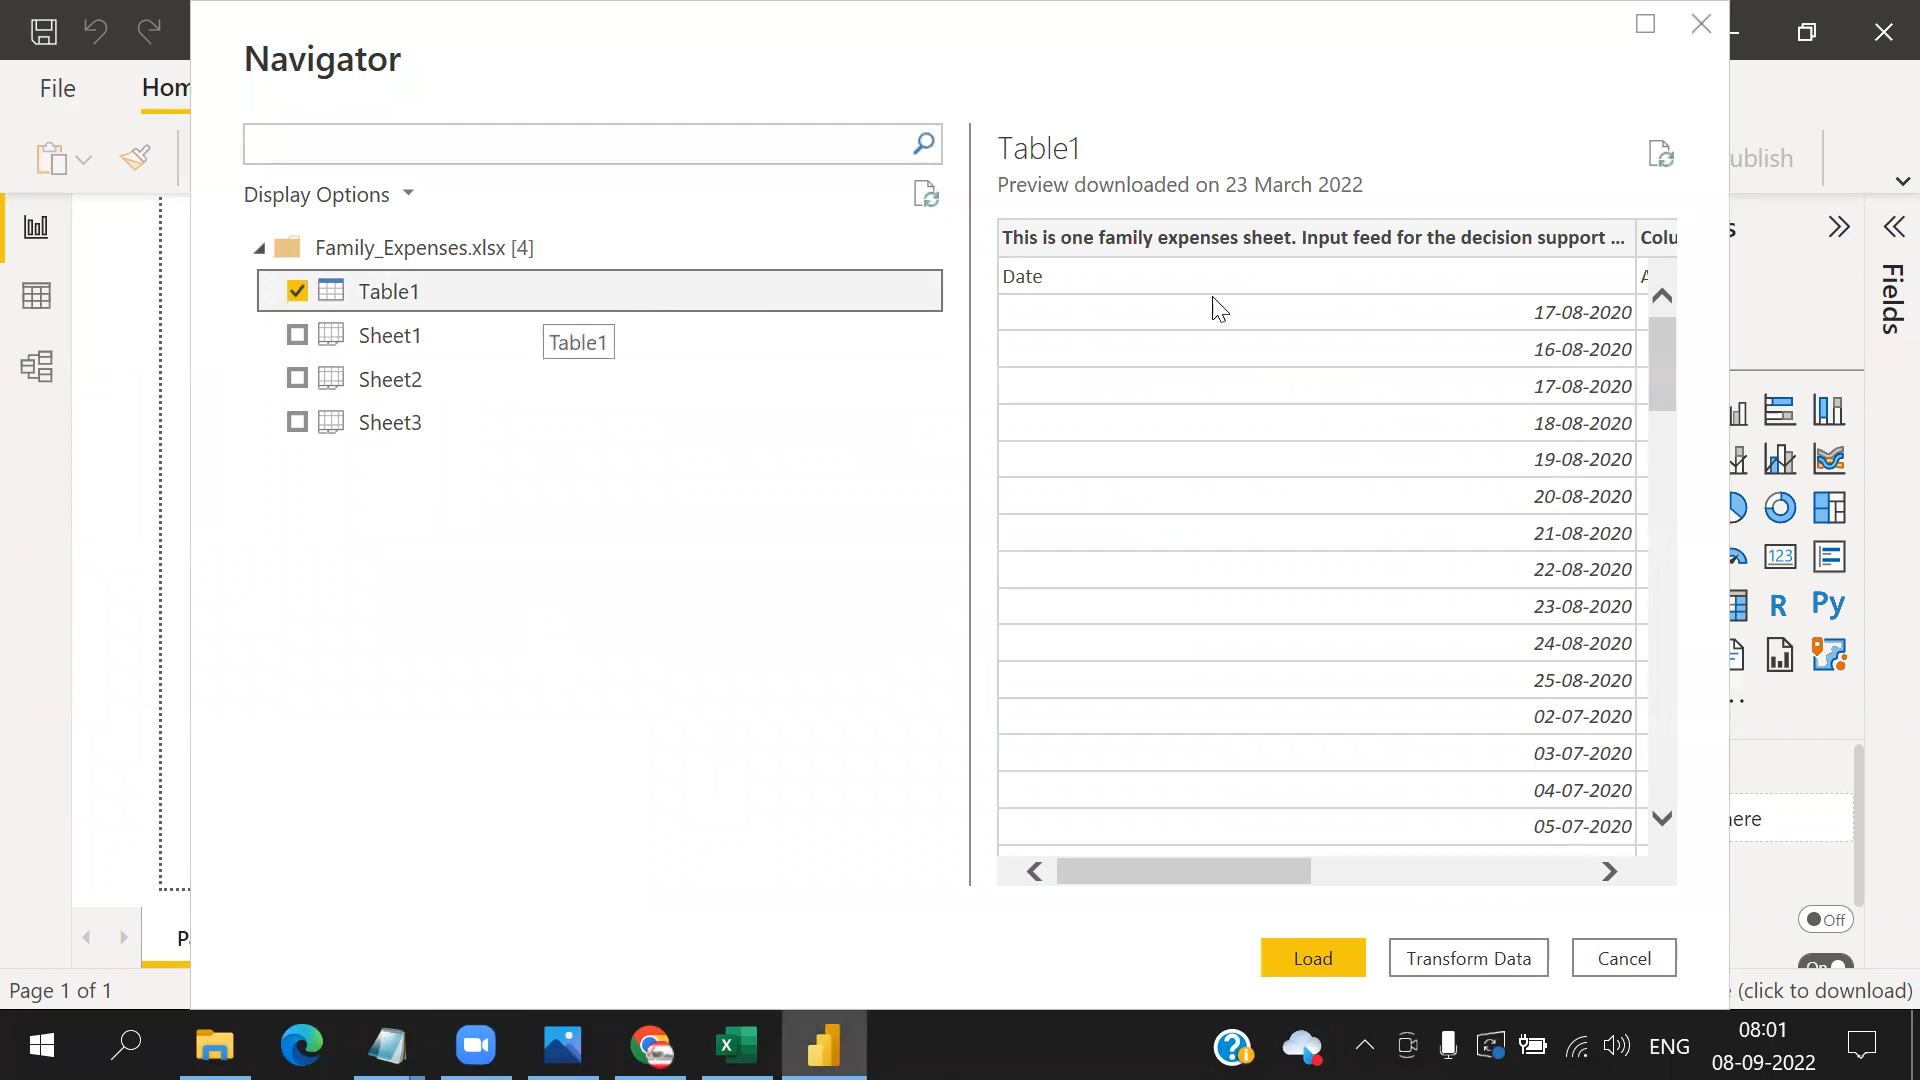 File
Hom
Navigator
Display Options
Family_Expenses.xlsx [4]
Table1
Sheet1
Table1
Sheet2
Sheet3
Table1
Preview downloaded on 23 March 2022
This is one family expenses sheet. Input feed for the decision support ...
Colu
Date
17-08-2020
16-08-2020
17-08-2020
18-08-2020
19-08-2020
20-08-2020
21-08-2020
22-08-2020
23-08-2020
24-08-2020
25-08-2020
02-07-2020
03-07-2020
04-07-2020
05-07-2020
Load
Transform Data
Cancel
ublish
s
Fields
123
R
Py
here
Off
On
Page 1 of 1
(click to download)
ENG
08:01
08-09-2022